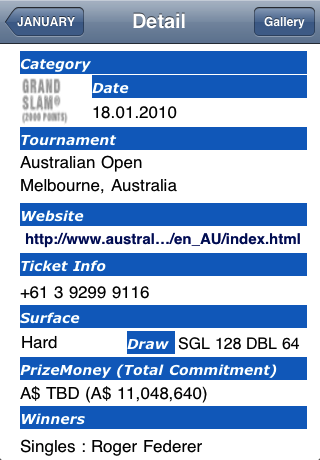 JANUARY
Detail
Gallery
Category
GRAND
SLAM®
(2000 POINTS)
Date
18.01.2010
Tournament
Australian Open
Melbourne, Australia
Website
http://www.austral.../en_AU/index.html
Ticket Info
+61 3 9299 9116
Surface
Hard
Draw SGL 128 DBL 64
PrizeMoney (Total Commitment)
A$ TBD (A$ 11,048,640)
Winners
Singles : Roger Federer